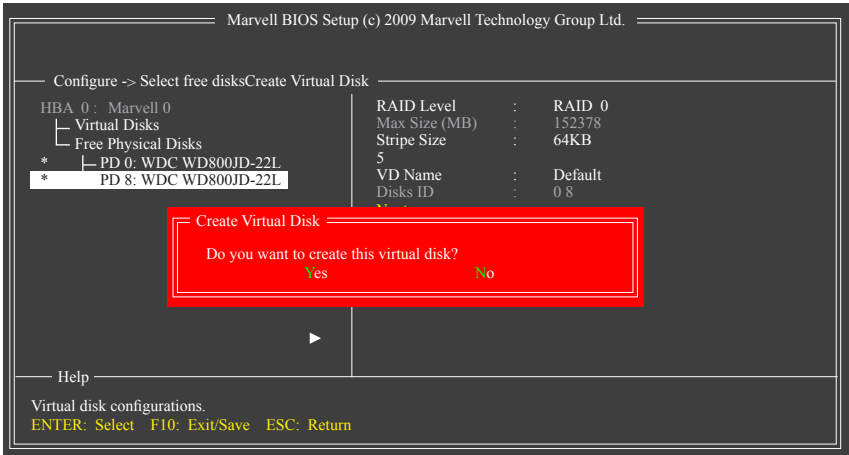 Marvell BIOS Setup (c) 2009 Marvell Technology Group Ltd.
Configure -> Select free disksCreate Virtual Disk
HBA 0 : Marvell 0
Virtual Disks
Free Physical Disks
* PD 0: WDC WD800JD-22L
* PD 8: WDC WD800JD-22L
RAID Level : RAID 0
Max Size (MB) : 152378
Stripe Size : 64KB
5
VD Name : Default
Disks ID : 0 8
Create Virtual Disk
Do you want to create this virtual disk?
Yes No
Help
Virtual disk configurations.
ENTER: Select F10: Exit/Save ESC: Return